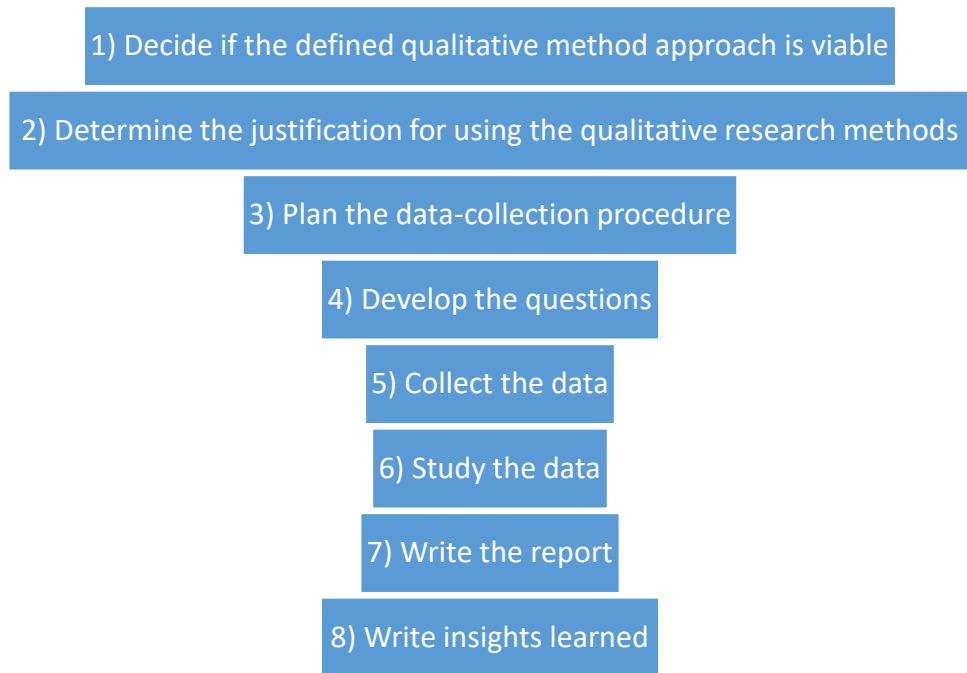 1) Decide if the defined qualitative method approach is viable
2) Determine the justification for using the qualitative research methods
3) Plan the data-collection procedure
4) Develop the questions
5) Collect the data
6) Study the data
7) Write the report
8) Write insights learned